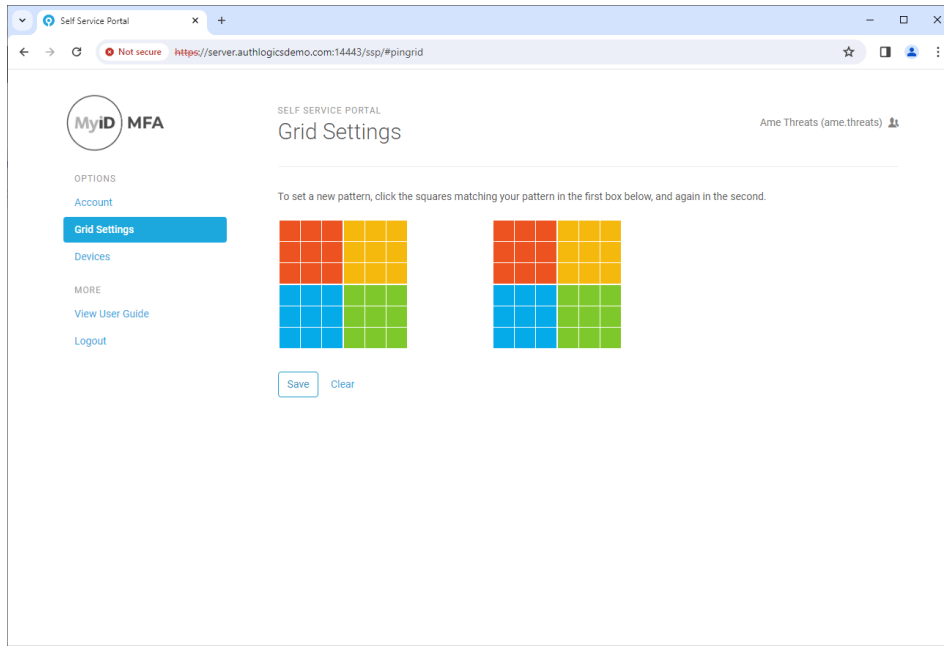 Self Service Portal
Not secure https://server.authlogicsdemo.com:14443/ssp/#pingrid
MyiD MFA
SELF SERVICE PORTAL
Grid Settings
Ame Threats (ame.threats)
OPTIONS
Account
Grid Settings
Devices
MORE
View User Guide
Logout
To set a new pattern, click the squares matching your pattern in the first box below, and again in the second.
Save Clear